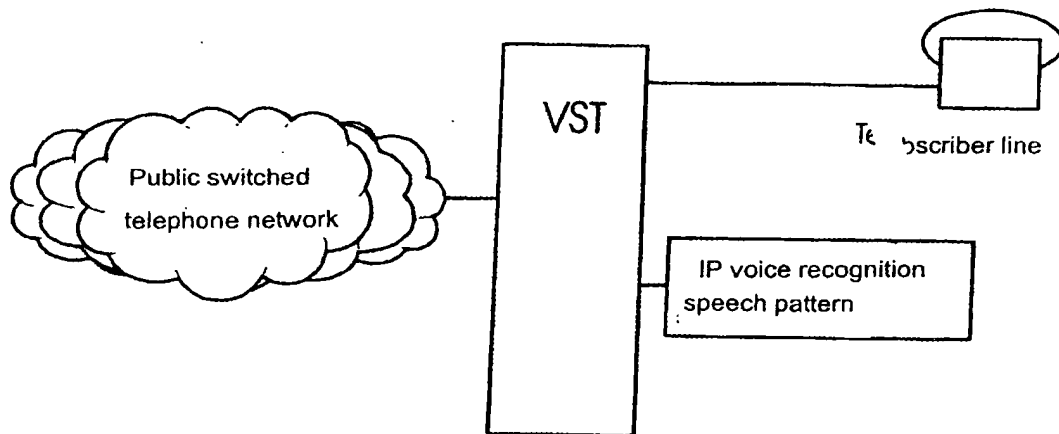 Public switched
telephone network
VST
bscriber line
IP voice recognition
speech pattern